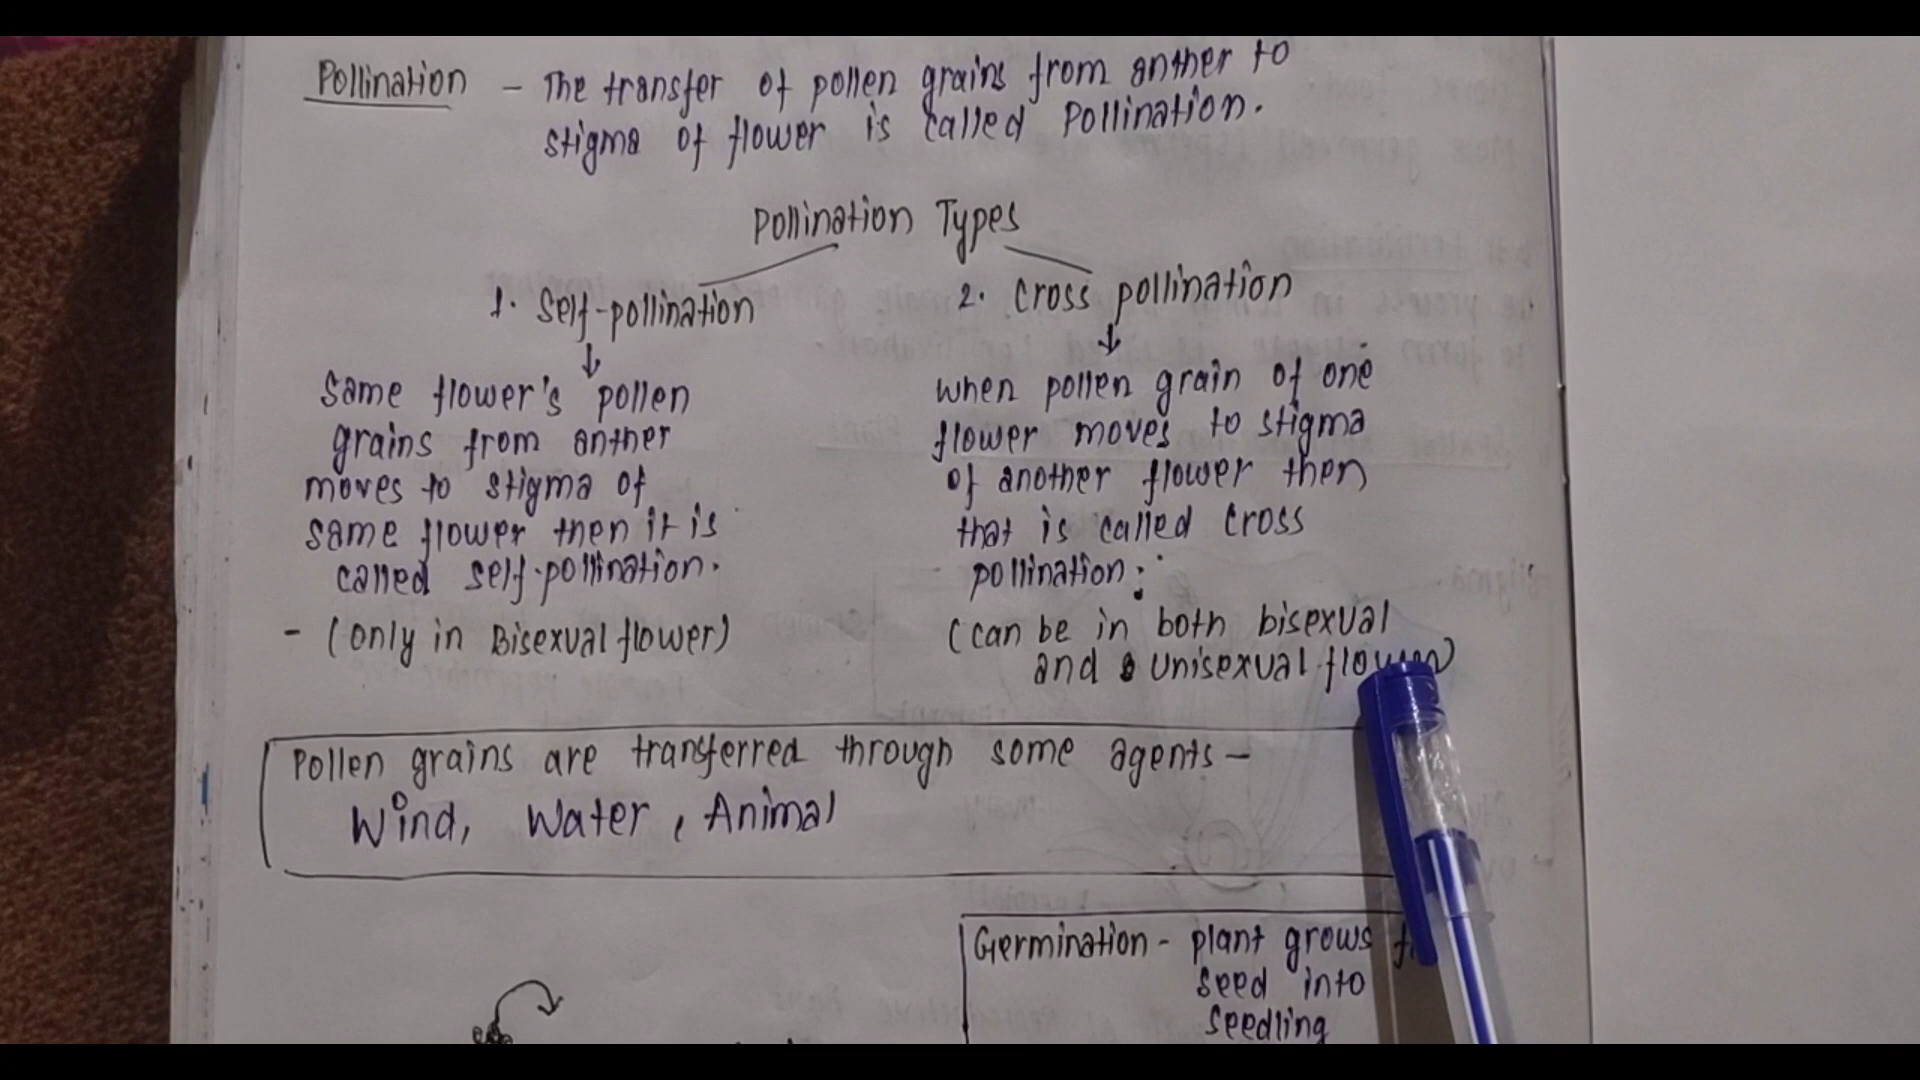 Pollination - The transfer of pollen grains from anther to
stigma of flower is called Pollination.
Pollination Types
1. Self-pollination
Same flower's pollen
grains from anther
moves to stigma of
same flower then it is
called self-pollination.
- (only in Bisexual flower)
2. Cross pollination
when pollen grain of one
flower moves to stigma
of another flower then
that is called cross
pollination.
(can be in both bisexual
and unisexual flower)
Pollen grains are transferred through some agents -
Wind, Water, Animal
Germination - plant grows
seed into
seedling